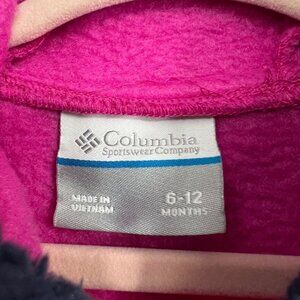 Columbia
Sportswear Company
MADE IN
VIETNAM
6-12
MONTHS